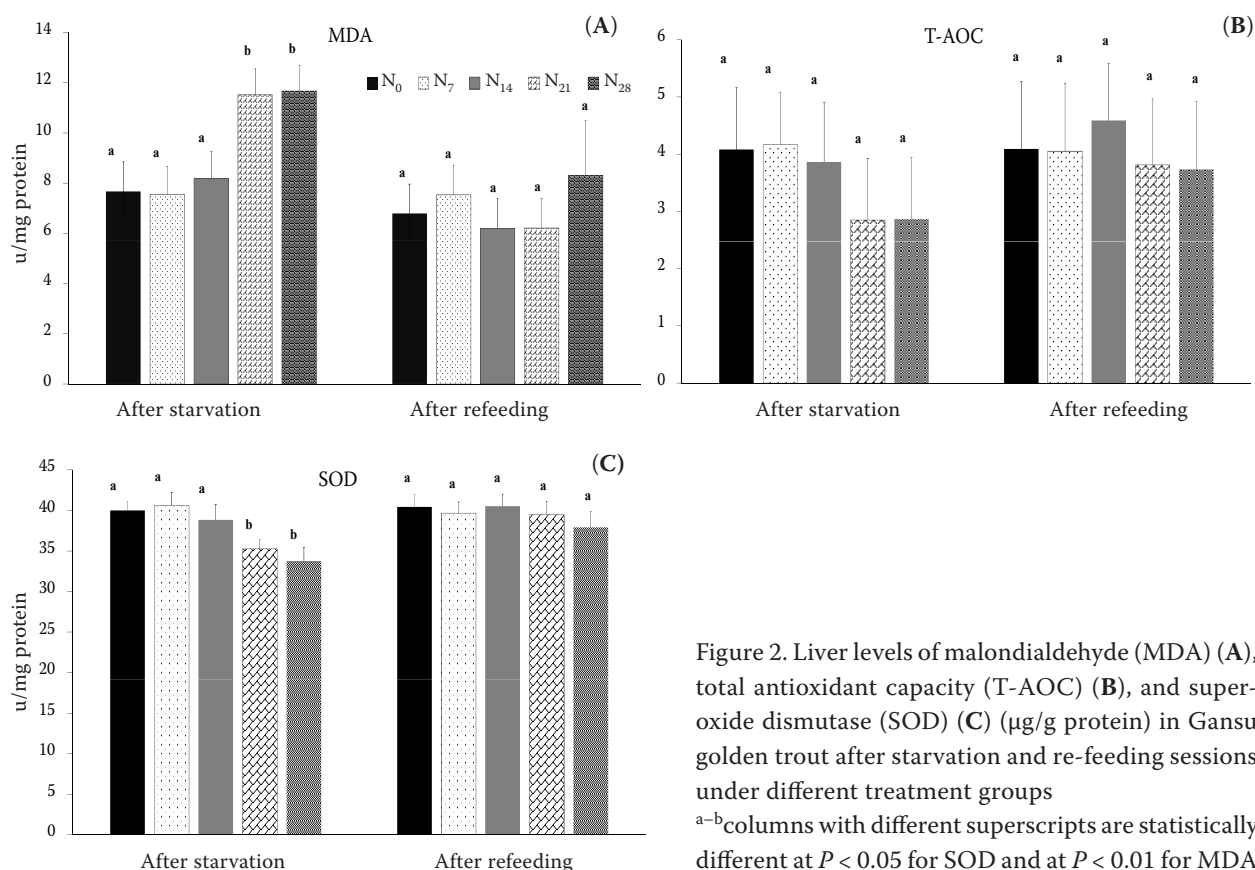 MDA
(A)
14
12
10
8
6
4
2
0
u/mg protein
N0 N7 N14 N21 N28
a a a b b
a a a a a
After starvation After refeeding
T-AOC
(B)
6
5
4
3
2
1
0
a a a a a
a a a a a
After starvation After refeeding
SOD
(C)
45
40
35
30
25
20
15
10
5
0
u/mg protein
a a a b b
a a a a a
After starvation After refeeding
Figure 2. Liver levels of malondialdehyde (MDA) (A),
total antioxidant capacity (T-AOC) (B), and super-
oxide dismutase (SOD) (C) (μg/g protein) in Gansu
golden trout after starvation and re-feeding sessions
under different treatment groups
a–bcolumns with different superscripts are statistically
different at P < 0.05 for SOD and at P < 0.01 for MDA